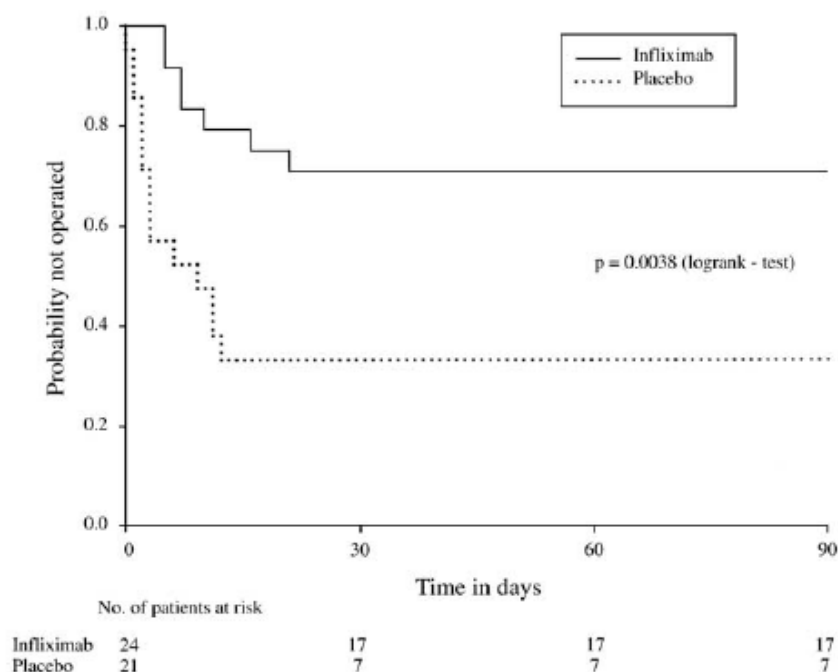 1.0
0.8
0.6
0.4
0.2
0.0
Probability not operated
Infliximab
Placebo
p = 0.0038 (logrank - test)
0 30 60 90
Time in days
No. of patients at risk
Infliximab 24 17 17 17
Placebo 21 7 7 7